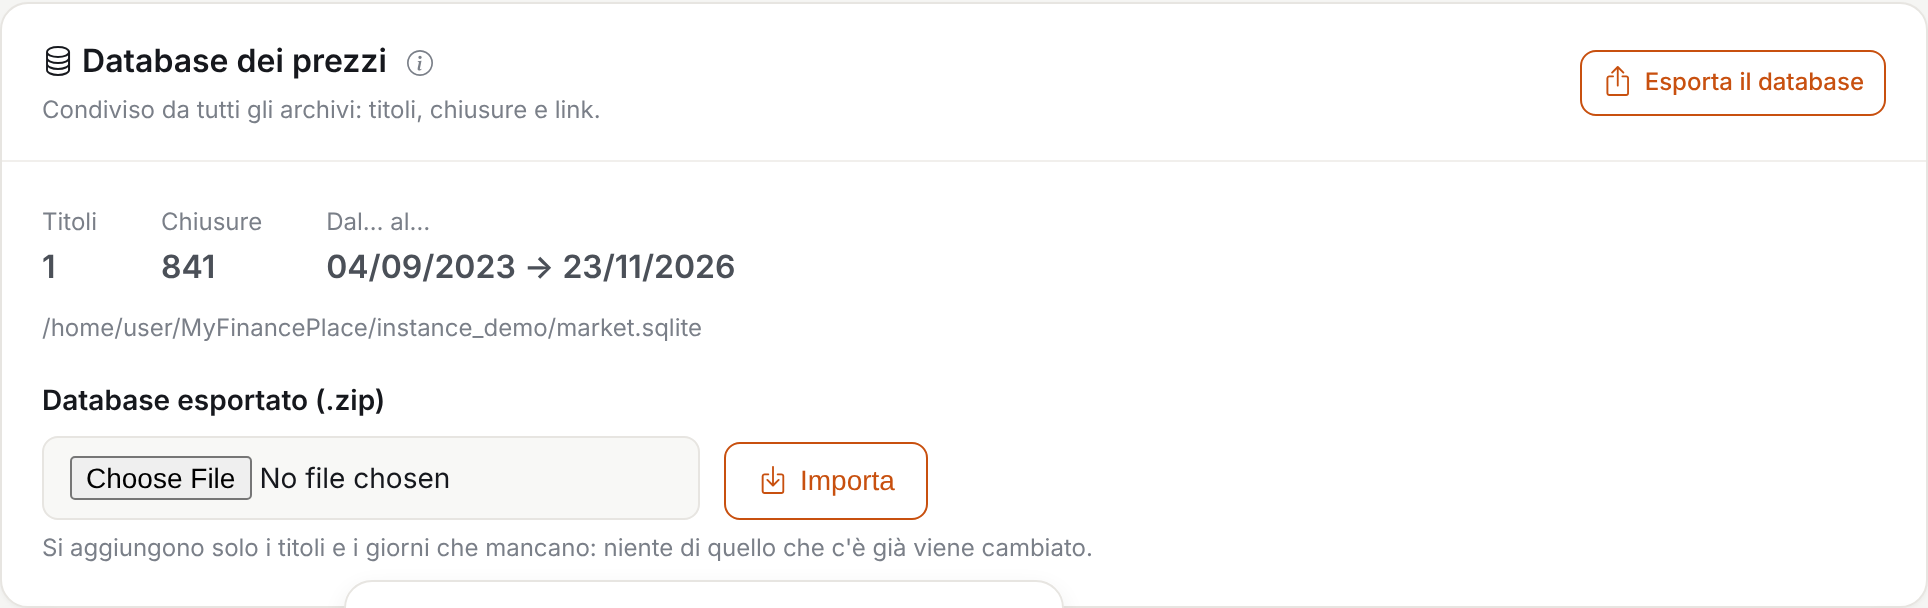 Database dei prezzi
Condiviso da tutti gli archivi: titoli, chiusure e link.
Esporta il database
Titoli Chiusure Dal... al...
1 841 04/09/2023 → 23/11/2026
/home/user/MyFinancePlace/instance_demo/market.sqlite
Database esportato (.zip)
Choose File No file chosen
Importa
Si aggiungono solo i titoli e i giorni che mancano: niente di quello che c'è già viene cambiato.